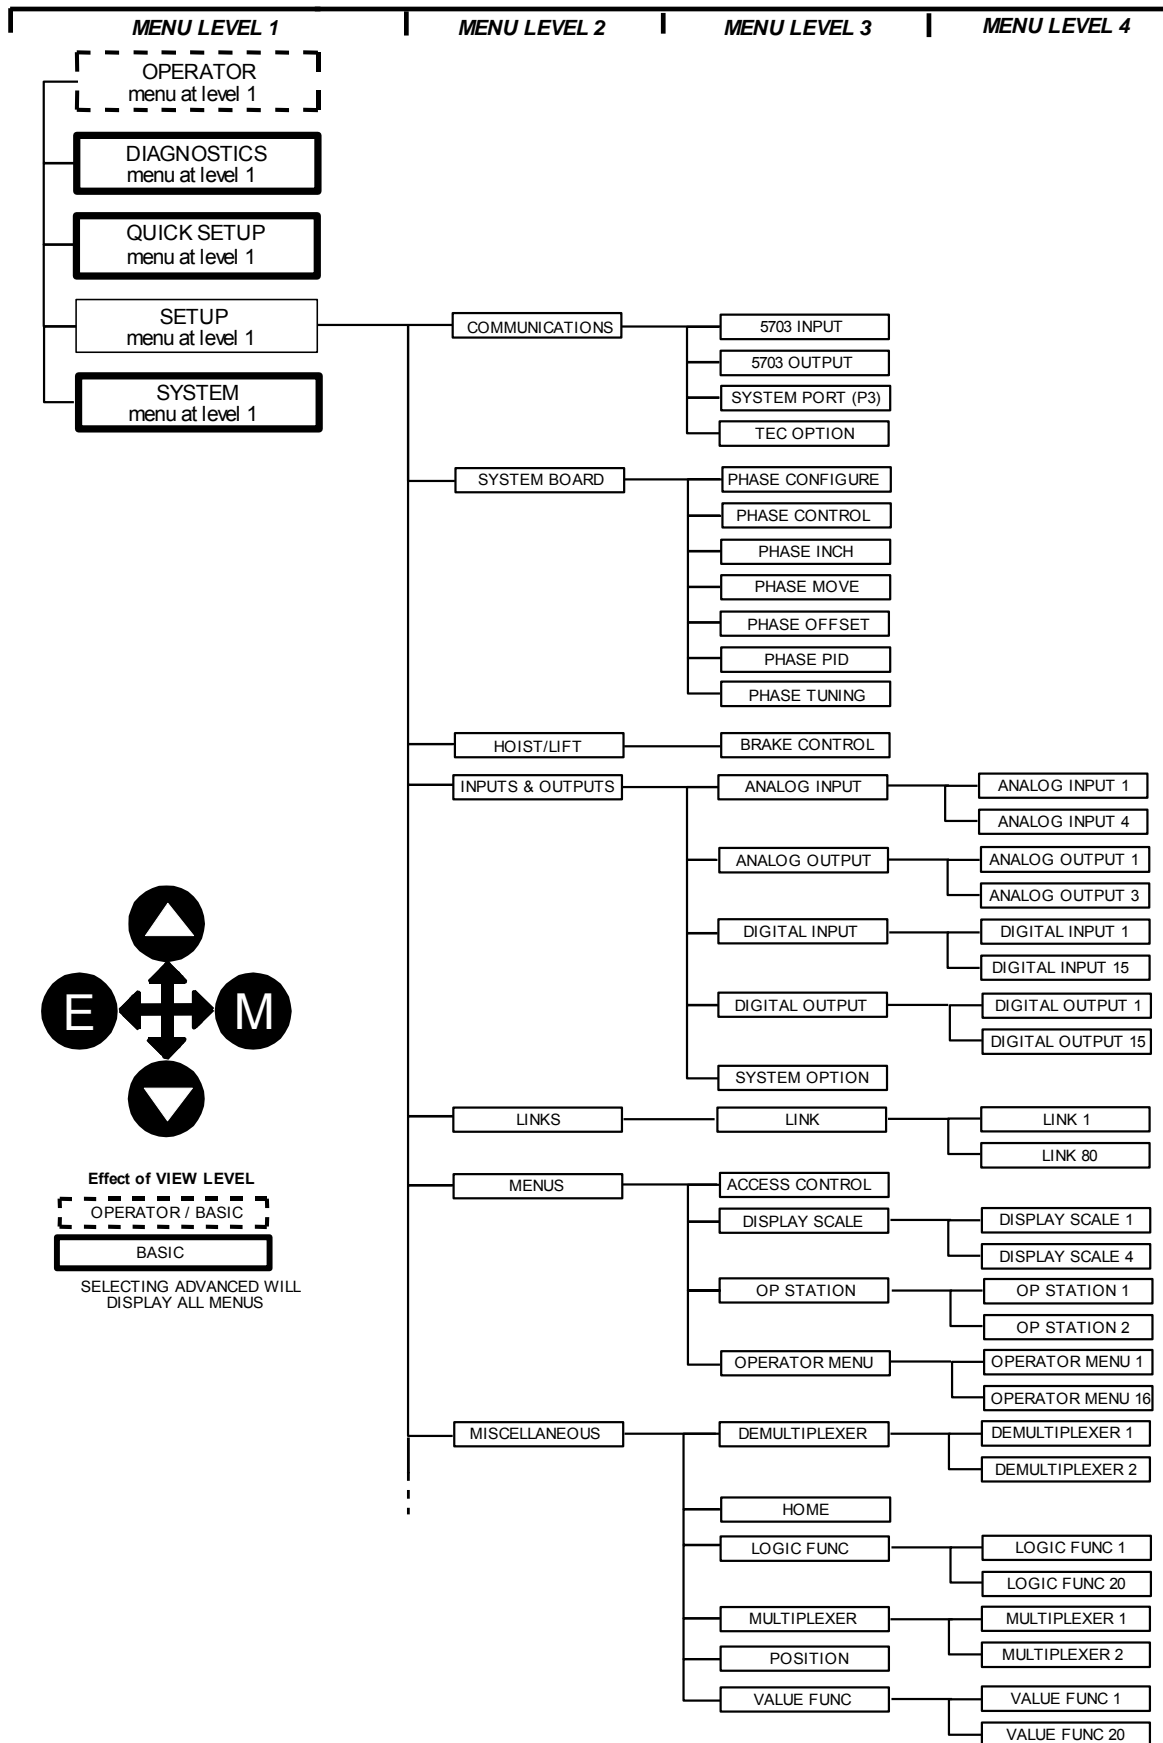 MENU LEVEL 1
MENU LEVEL 2
MENU LEVEL 3
MENU LEVEL 4
OPERATOR
menu at level 1
DIAGNOSTICS
menu at level 1
QUICK SETUP
menu at level 1
SETUP
menu at level 1
SYSTEM
menu at level 1
COMMUNICATIONS
5703 INPUT
5703 OUTPUT
SYSTEM PORT (P3)
TEC OPTION
SYSTEM BOARD
PHASE CONFIGURE
PHASE CONTROL
PHASE INCH
PHASE MOVE
PHASE OFFSET
PHASE PID
PHASE TUNING
HOIST/LIFT
BRAKE CONTROL
INPUTS & OUTPUTS
ANALOG INPUT
ANALOG INPUT 1
ANALOG INPUT 4
ANALOG OUTPUT
ANALOG OUTPUT 1
ANALOG OUTPUT 3
DIGITAL INPUT
DIGITAL INPUT 1
DIGITAL INPUT 15
DIGITAL OUTPUT
DIGITAL OUTPUT 1
DIGITAL OUTPUT 15
SYSTEM OPTION
LINKS
LINK
LINK 1
LINK 80
MENUS
ACCESS CONTROL
DISPLAY SCALE
DISPLAY SCALE 1
DISPLAY SCALE 4
OP STATION
OP STATION 1
OP STATION 2
OPERATOR MENU
OPERATOR MENU 1
OPERATOR MENU 16
MISCELLANEOUS
DEMULTIPLEXER
DEMULTIPLEXER 1
DEMULTIPLEXER 2
HOME
LOGIC FUNC
LOGIC FUNC 1
LOGIC FUNC 20
MULTIPLEXER
MULTIPLEXER 1
MULTIPLEXER 2
POSITION
VALUE FUNC
VALUE FUNC 1
VALUE FUNC 20
E
M
Effect of VIEW LEVEL
OPERATOR / BASIC
BASIC
SELECTING ADVANCED WILL
DISPLAY ALL MENUS